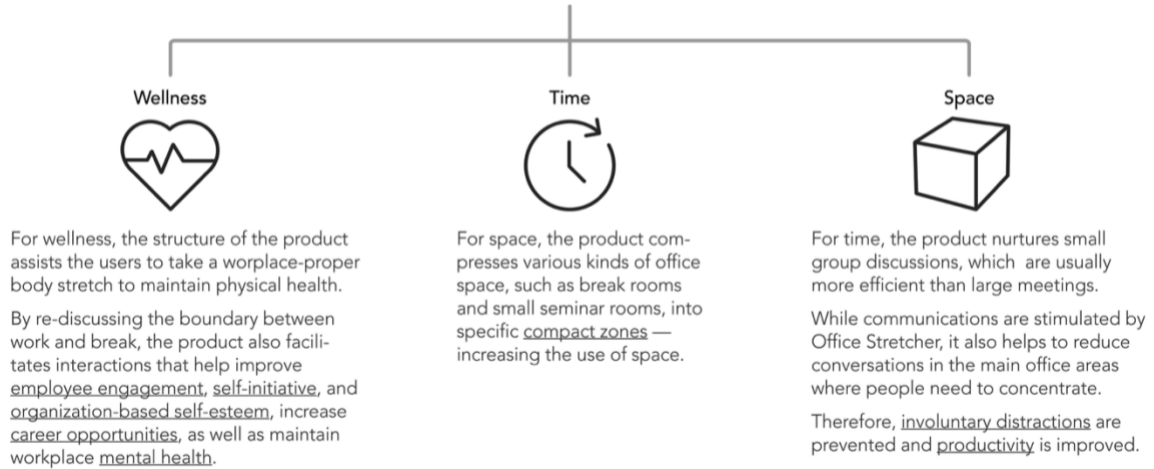 Wellness
For wellness, the structure of the product
assists the users to take a worplace-proper
body stretch to maintain physical health.
By re-discussing the boundary between
work and break, the product also facili-
tates interactions that help improve
employee engagement, self-initiative, and
organization-based self-esteem, increase
career opportunities, as well as maintain
workplace mental health.
Time
For space, the product com-
presses various kinds of office
space, such as break rooms
and small seminar rooms, into
specific compact zones —
increasing the use of space.
Space
For time, the product nurtures small
group discussions, which  are usually
more efficient than large meetings.
While communications are stimulated by
Office Stretcher, it also helps to reduce
conversations in the main office areas
where people need to concentrate.
Therefore, involuntary distractions are
prevented and productivity is improved.